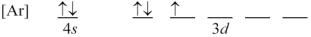 [Ar] ↑↓ ↑↓ ↑
4s 3d